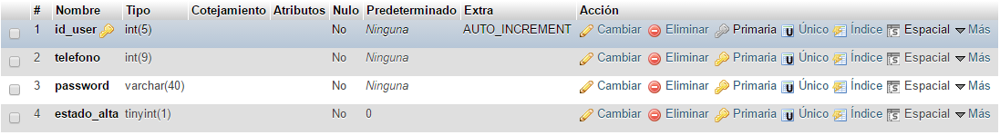 # Nombre Tipo Cotejamiento Atributos Nulo Predeterminado Extra Acción
1 id_user int(5) No Ninguna AUTO_INCREMENT Cambiar Eliminar Primaria Único Índice Espacial Más
2 telefono int(9) No Ninguna Cambiar Eliminar Primaria Único Índice Espacial Más
3 password varchar(40) No Ninguna Cambiar Eliminar Primaria Único Índice Espacial Más
4 estado_alta tinyint(1) No 0 Cambiar Eliminar Primaria Único Índice Espacial Más